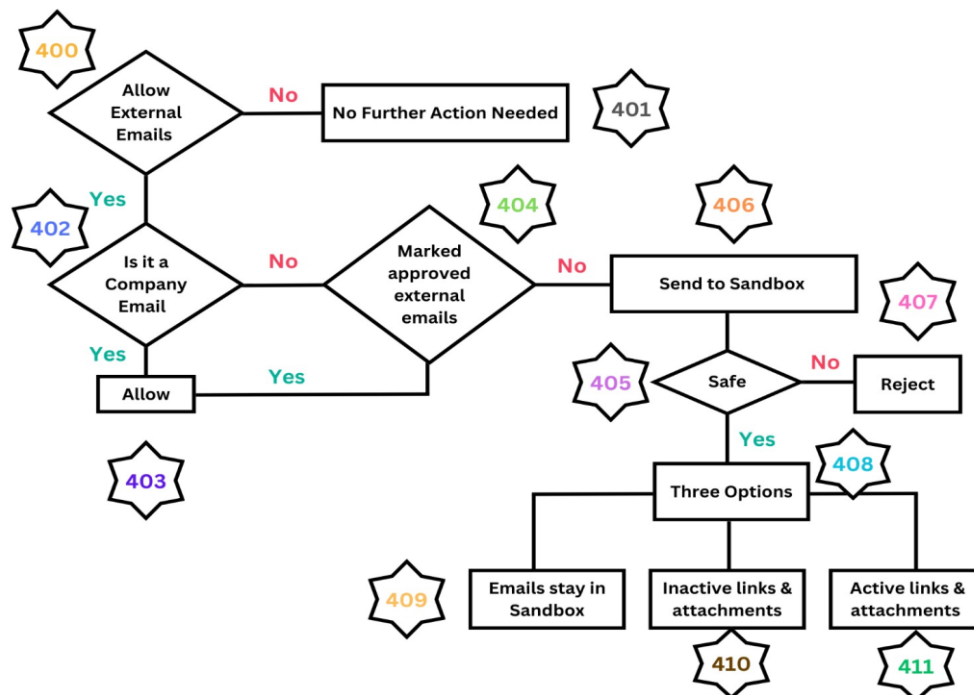 400
Allow
External
Emails
No
No Further Action Needed
401
Yes
402
Is it a
Company
Email
No
404
Marked
approved
external
emails
No
406
Send to Sandbox
407
Yes
Allow
Yes
403
405
Safe
No
Reject
Yes
408
Three Options
409
Emails stay in
Sandbox
Inactive links &
attachments
Active links &
attachments
410
411